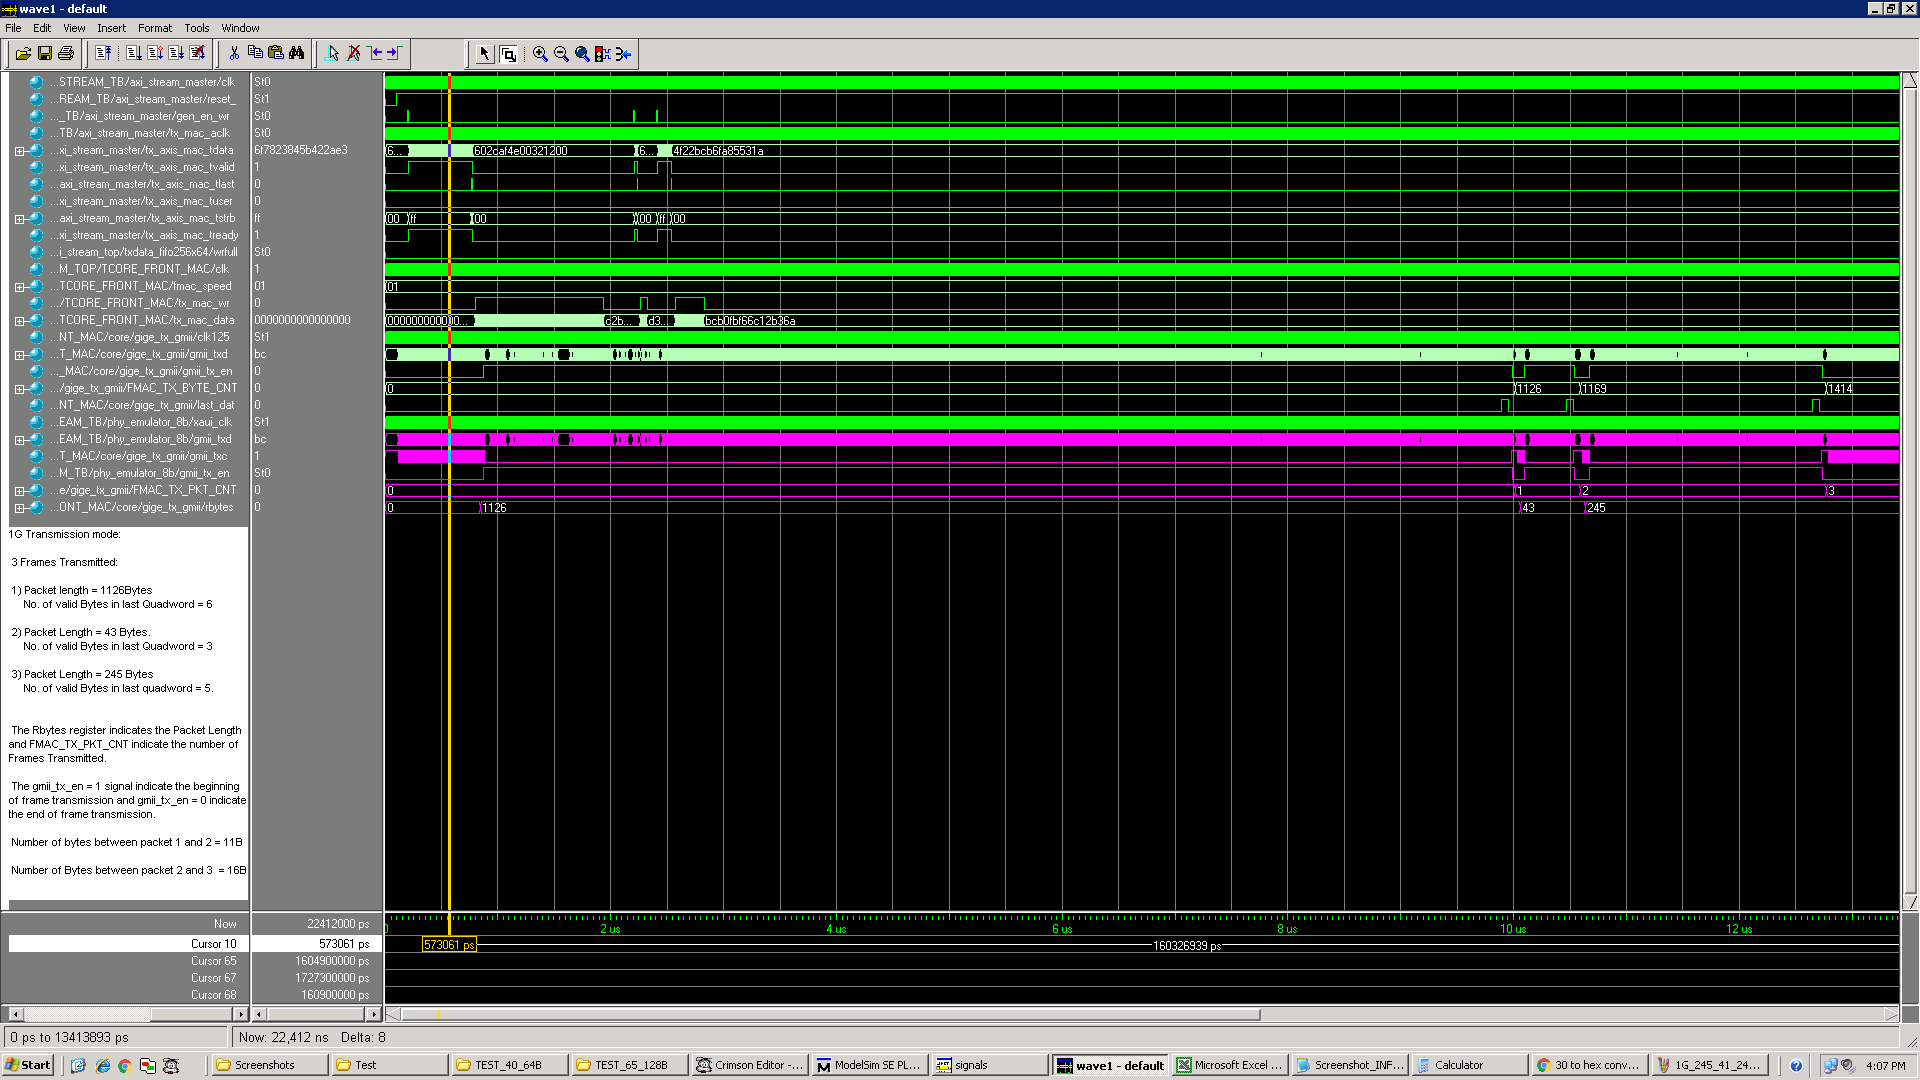 wave1 - default
File Edit View Insert Format Tools Window
...STREAM_TB/axi_stream_master/clk St0
...REAM_TB/axi_stream_master/reset_ St1
..._TB/axi_stream_master/gen_en_wr St0
...TB/axi_stream_master/tx_mac_aclk St0
...xi_stream_master/tx_axis_mac_tdata 6f7823845b422ae3 6... 602caf4e00321200 6... 4f22bcb6fa85531a
...xi_stream_master/tx_axis_mac_tvalid 1
...axi_stream_master/tx_axis_mac_tlast 0
...xi_stream_master/tx_axis_mac_tuser 0
...axi_stream_master/tx_axis_mac_tstrb ff 00 ff 00 00 ff 00
...xi_stream_master/tx_axis_mac_tready 1
...i_stream_top/txdata_fifo256x64/wrfull St0
...M_TOP/TCORE_FRONT_MAC/clk 1
...TCORE_FRONT_MAC/fmac_speed 01 01
.../TCORE_FRONT_MAC/tx_mac_wr 0
...TCORE_FRONT_MAC/tx_mac_data 0000000000000000 000000000000... c2b... d3... bcb0fbf66c12b36a
...NT_MAC/core/gige_tx_gmii/clk125 St1
...T_MAC/core/gige_tx_gmii/gmii_txd bc
..._MAC/core/gige_tx_gmii/gmii_tx_en 0
.../gige_tx_gmii/FMAC_TX_BYTE_CNT 0 0 1126 1169 1414
...NT_MAC/core/gige_tx_gmii/last_dat 0
...EAM_TB/phy_emulator_8b/xaui_clk St1
...EAM_TB/phy_emulator_8b/gmii_txd bc
...T_MAC/core/gige_tx_gmii/gmii_txc 1
...M_TB/phy_emulator_8b/gmii_tx_en St0
...e/gige_tx_gmii/FMAC_TX_PKT_CNT 0 0 1 2 3
...ONT_MAC/core/gige_tx_gmii/rbytes 0 0 1126 43 245
1G Transmission mode:
3 Frames Transmitted:
1) Packet length = 1126Bytes
No. of valid Bytes in last Quadword = 6
2) Packet Length = 43 Bytes.
No. of valid Bytes in last Quadword = 3
3) Packet Length = 245 Bytes
No. of valid Bytes in last quadword = 5.
The Rbytes register indicates the Packet Length
and FMAC_TX_PKT_CNT indicate the number of
Frames Transmitted.
The gmii_tx_en = 1 signal indicate the beginning
of frame transmission and gmii_tx_en = 0 indicate
the end of frame transmission.
Number of bytes between packet 1 and 2 = 11B
Number of Bytes between packet 2 and 3 = 16B
Now 22412000 ps 0 2 us 4 us 6 us 8 us 10 us 12 us
Cursor 10 573061 ps 573061 ps 160326939 ps
Cursor 65 1604900000 ps
Cursor 67 1727300000 ps
Cursor 68 160900000 ps
0 ps to 13413893 ps Now: 22,412 ns Delta: 8
Start Screenshots Test TEST_40_64B TEST_65_128B Crimson Editor -... ModelSim SE PL... signals wave1 - default Microsoft Excel ... Screenshot_INF... Calculator 30 to hex conv... 1G_245_41_24... 4:07 PM